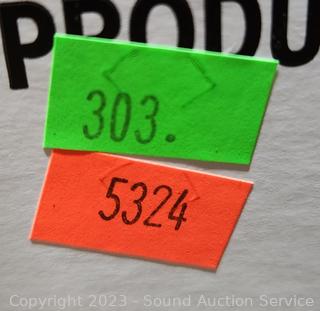 PRODU
303.
5324
Copyright 2023 - Sound Auction Service